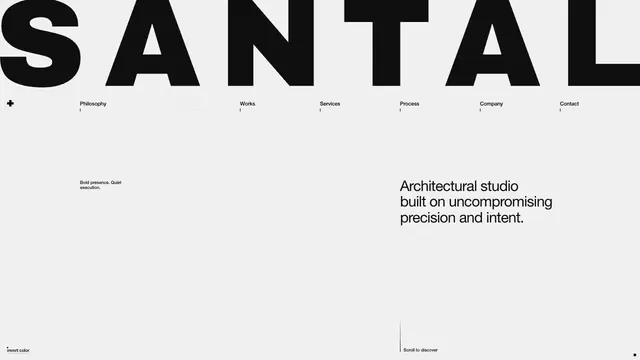 SANTAL
Philosophy
Works
Services
Process
Company
Contact
Bold presence. Quiet
execution.
Architectural studio
built on uncompromising
precision and intent.
invert color
Scroll to discover